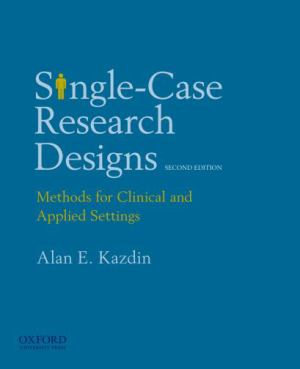 Single-Case
Research
Designs SECOND EDITION
Methods for Clinical and
Applied Settings
Alan E. Kazdin
OXFORD
UNIVERSITY PRESS